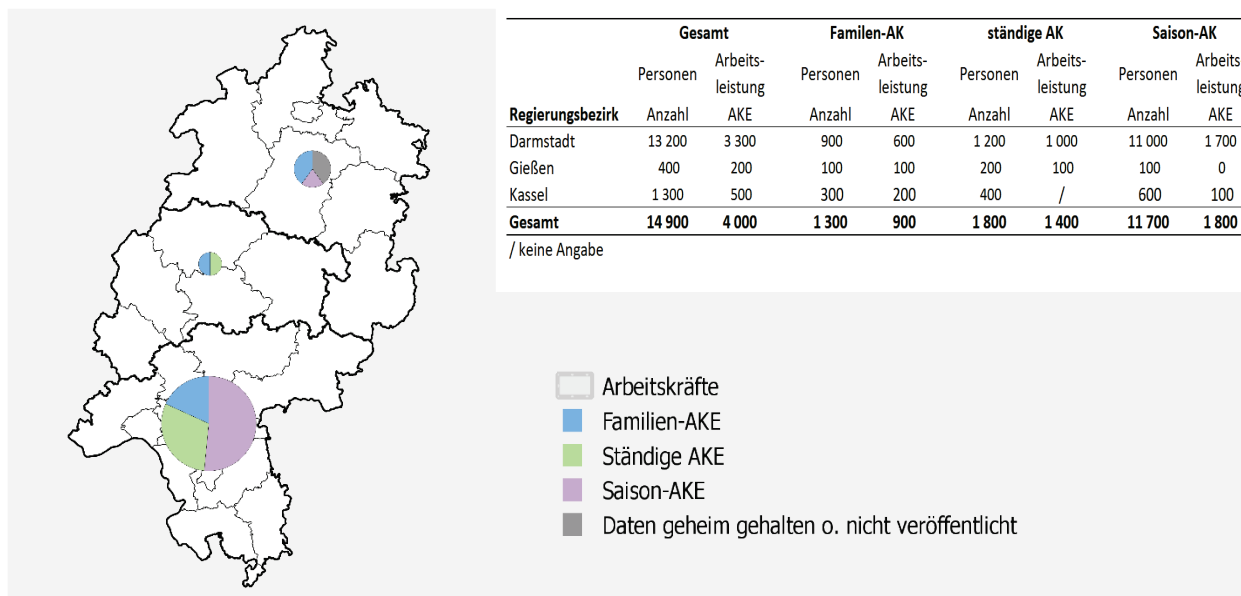 Gesamt Familen-AK ständige AK Saison-AK
Personen Arbeits-leistung Personen Arbeits-leistung Personen Arbeits-leistung Personen Arbeits-leistung
Regierungsbezirk Anzahl AKE Anzahl AKE Anzahl AKE Anzahl AKE
Darmstadt 13 200 3 300 900 600 1 200 1 000 11 000 1 700
Gießen 400 200 100 100 200 100 100 0
Kassel 1 300 500 300 200 400 / 600 100
Gesamt 14 900 4 000 1 300 900 1 800 1 400 11 700 1 800
/ keine Angabe
Arbeitskräfte
Familien-AKE
Ständige AKE
Saison-AKE
Daten geheim gehalten o. nicht veröffentlicht